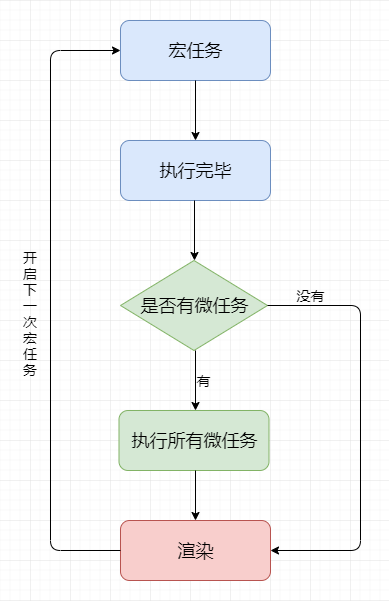 宏任务
执行完毕
是否有微任务
没有
有
执行所有微任务
渲染
开启下一次宏任务